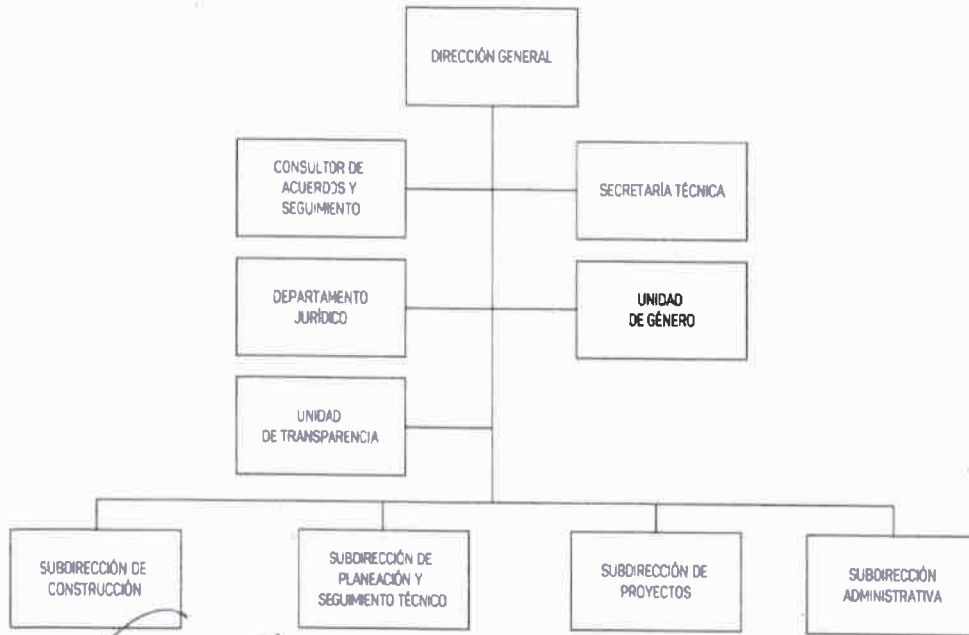 DIRECCIÓN GENERAL
CONSULTOR DE
ACUERDOS Y
SEGUIMIENTO
SECRETARÍA TÉCNICA
DEPARTAMENTO
JURÍDICO
UNIDAD
DE GÉNERO
UNIDAD
DE TRANSPARENCIA
SUBDIRECCIÓN DE
CONSTRUCCIÓN
SUBDIRECCIÓN DE
PLANEACIÓN Y
SEGUIMIENTO TÉCNICO
SUBDIRECCIÓN DE
PROYECTOS
SUBDIRECCIÓN
ADMINISTRATIVA